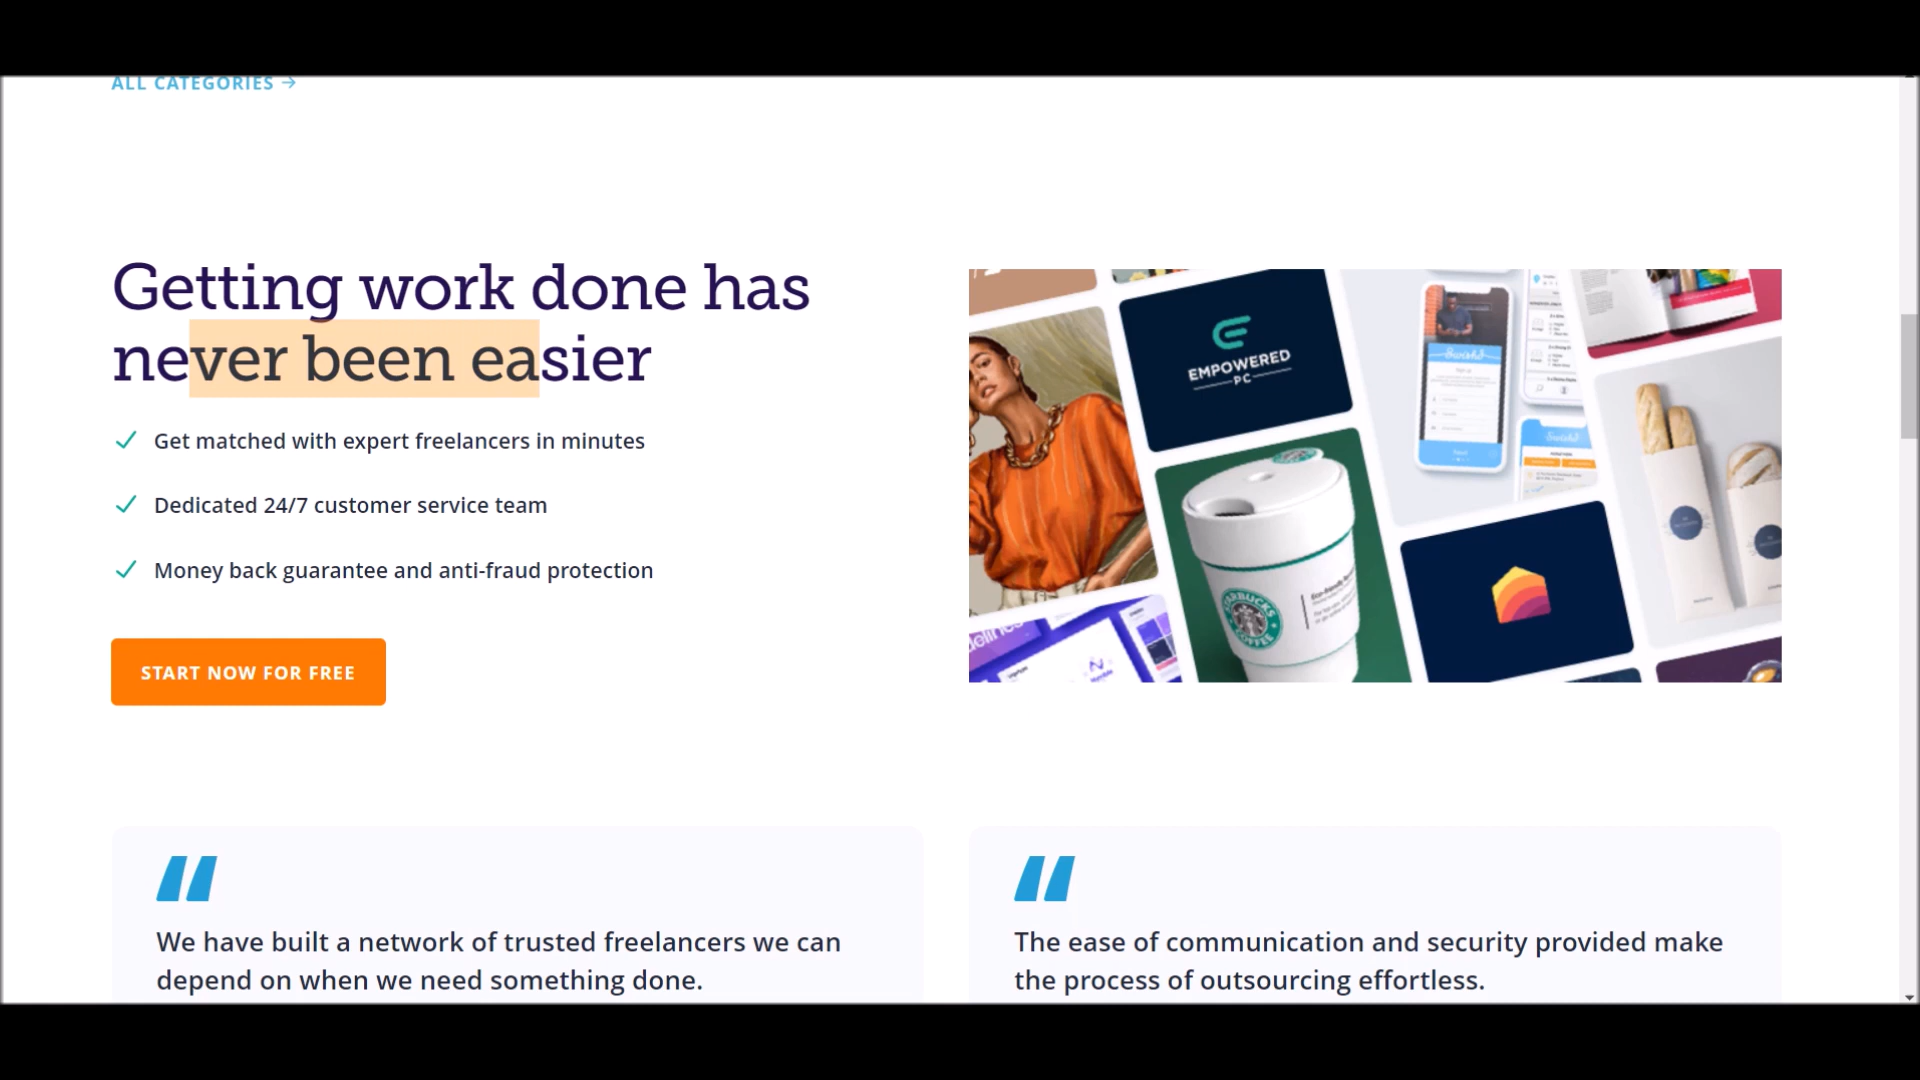 ALL CATEGORIES →
Getting work done has
never been easier
Get matched with expert freelancers in minutes
Dedicated 24/7 customer service team
Money back guarantee and anti-fraud protection
START NOW FOR FREE
EMPOWERED
PC
STARBUCKS
COFFEE
We have built a network of trusted freelancers we can
depend on when we need something done.
The ease of communication and security provided make
the process of outsourcing effortless.